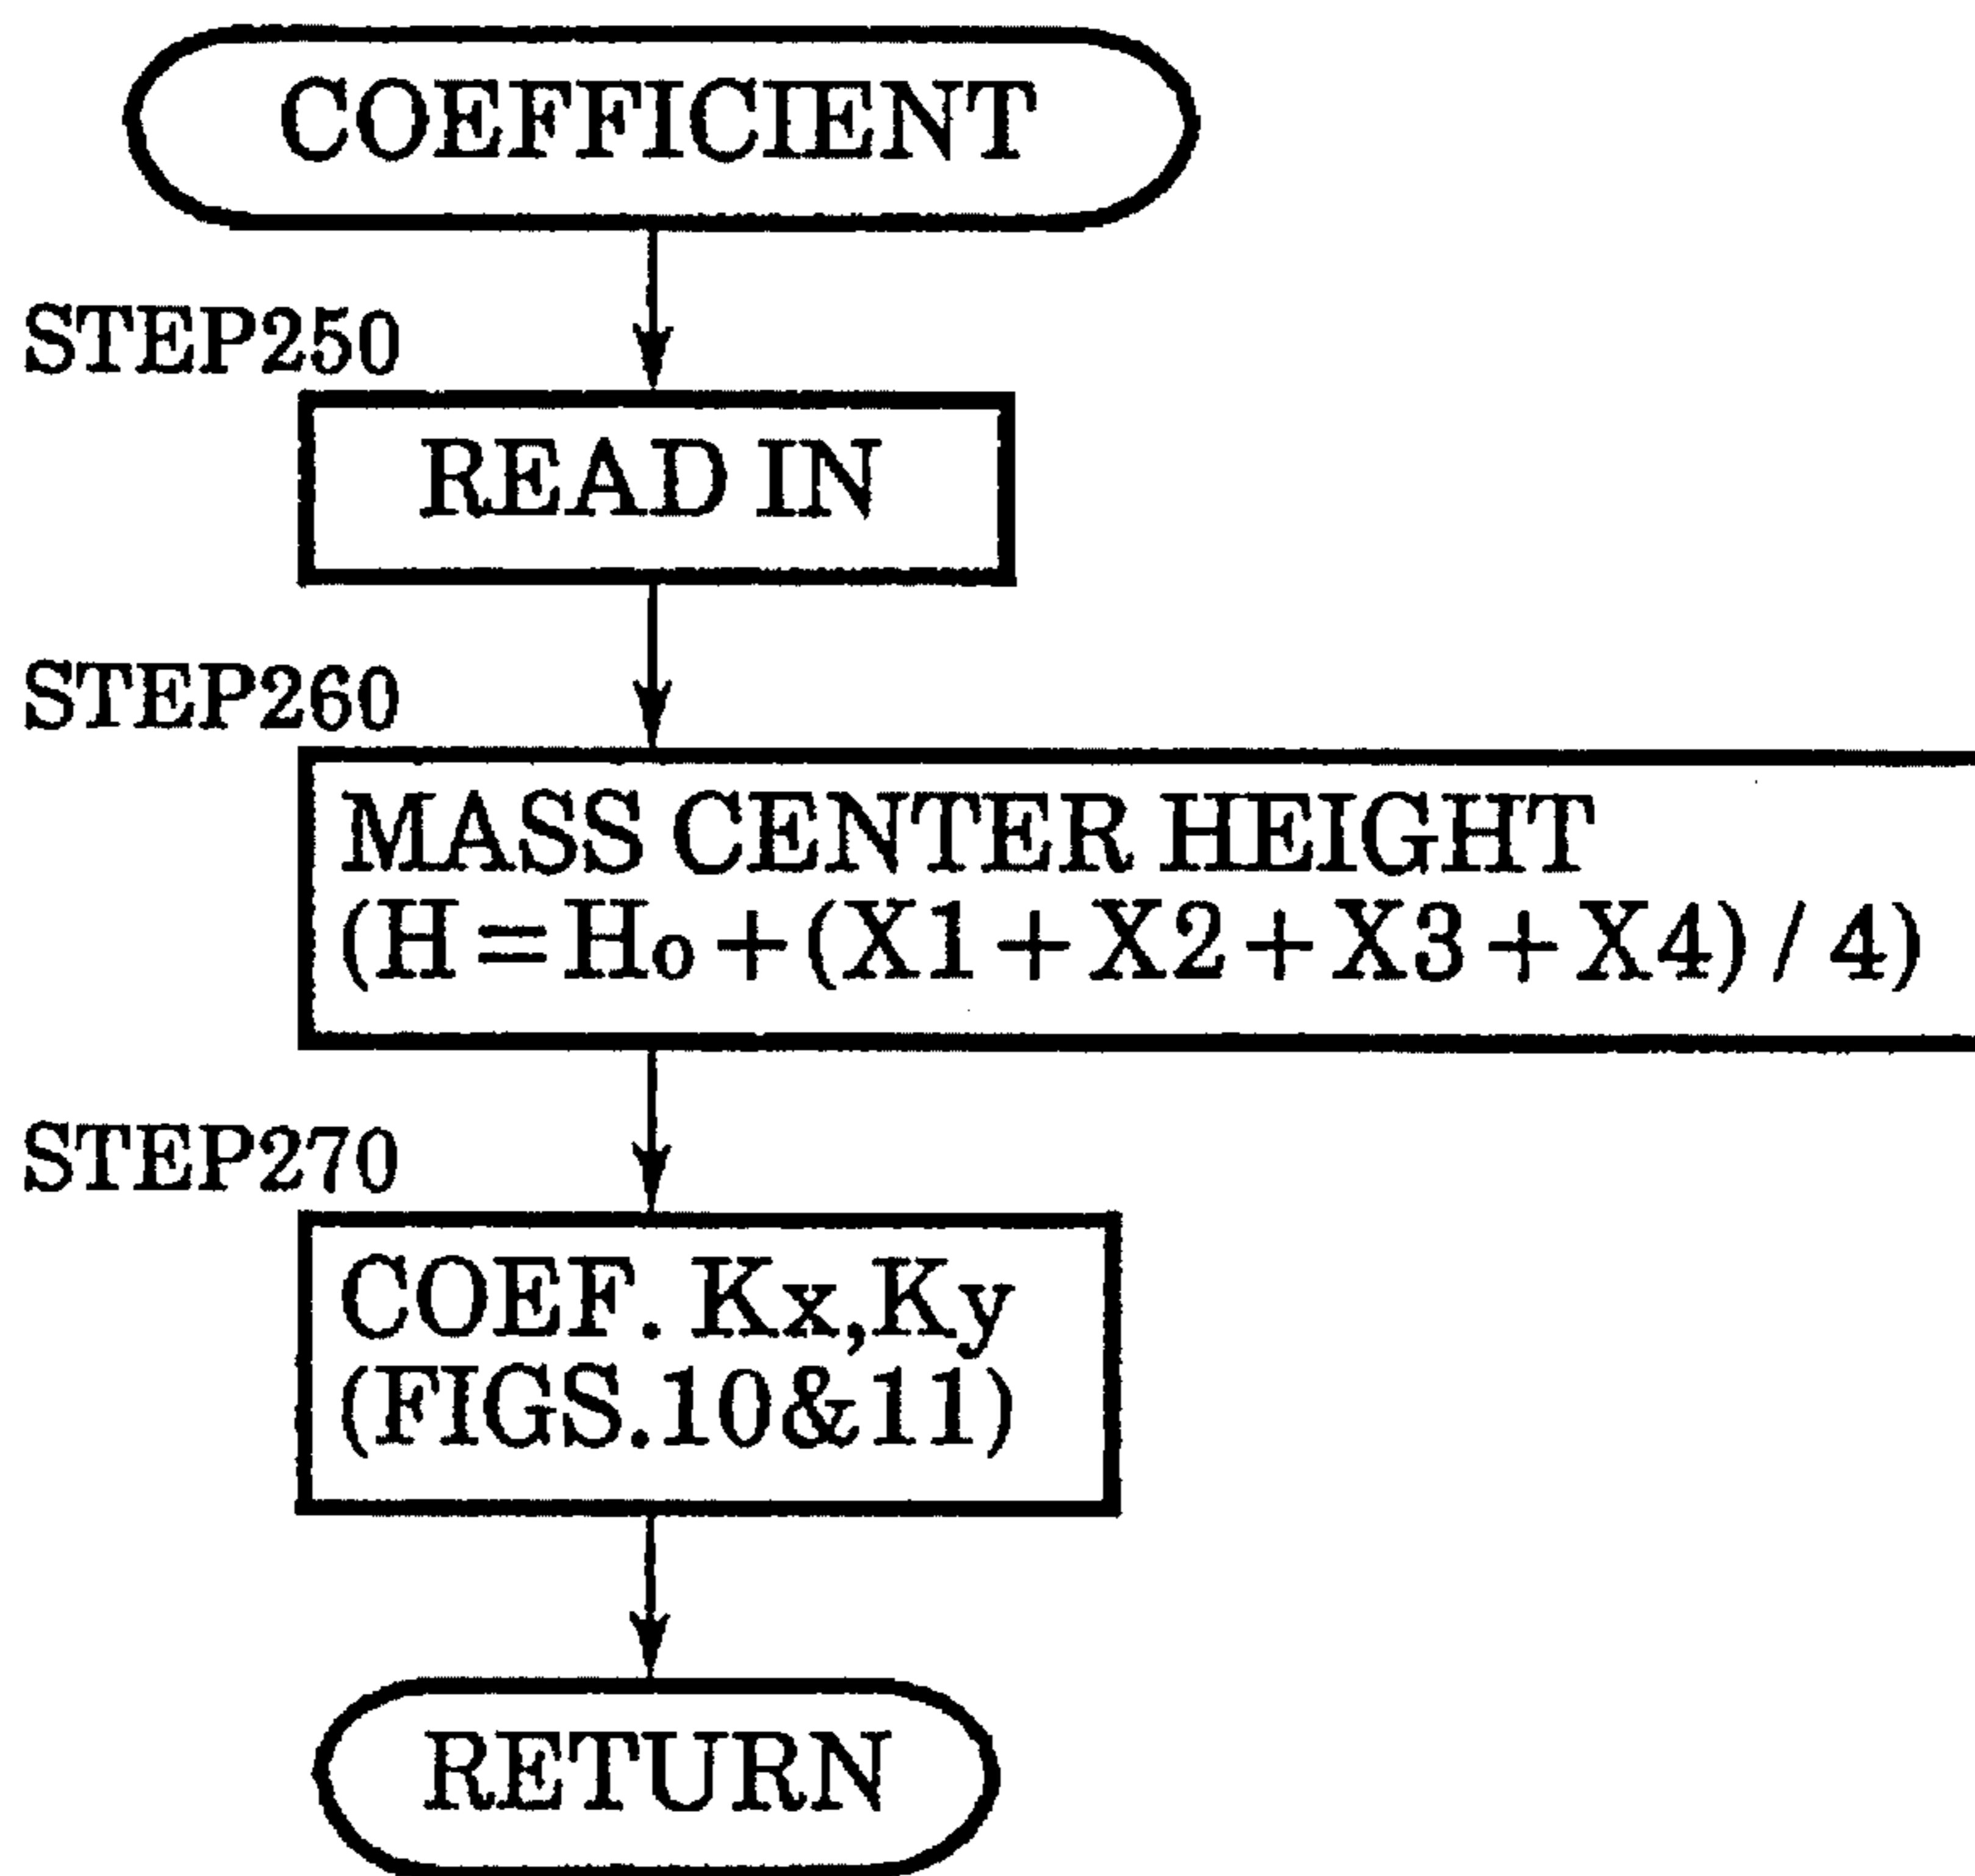 COEFFICIENT
STEP250
READ IN
STEP260
MASS CENTER HEIGHT
(H=H₀+(X1+X2+X3+X4)/4)
STEP270
COEF. Kx,Ky
(FIGS.10&11)
RETURN